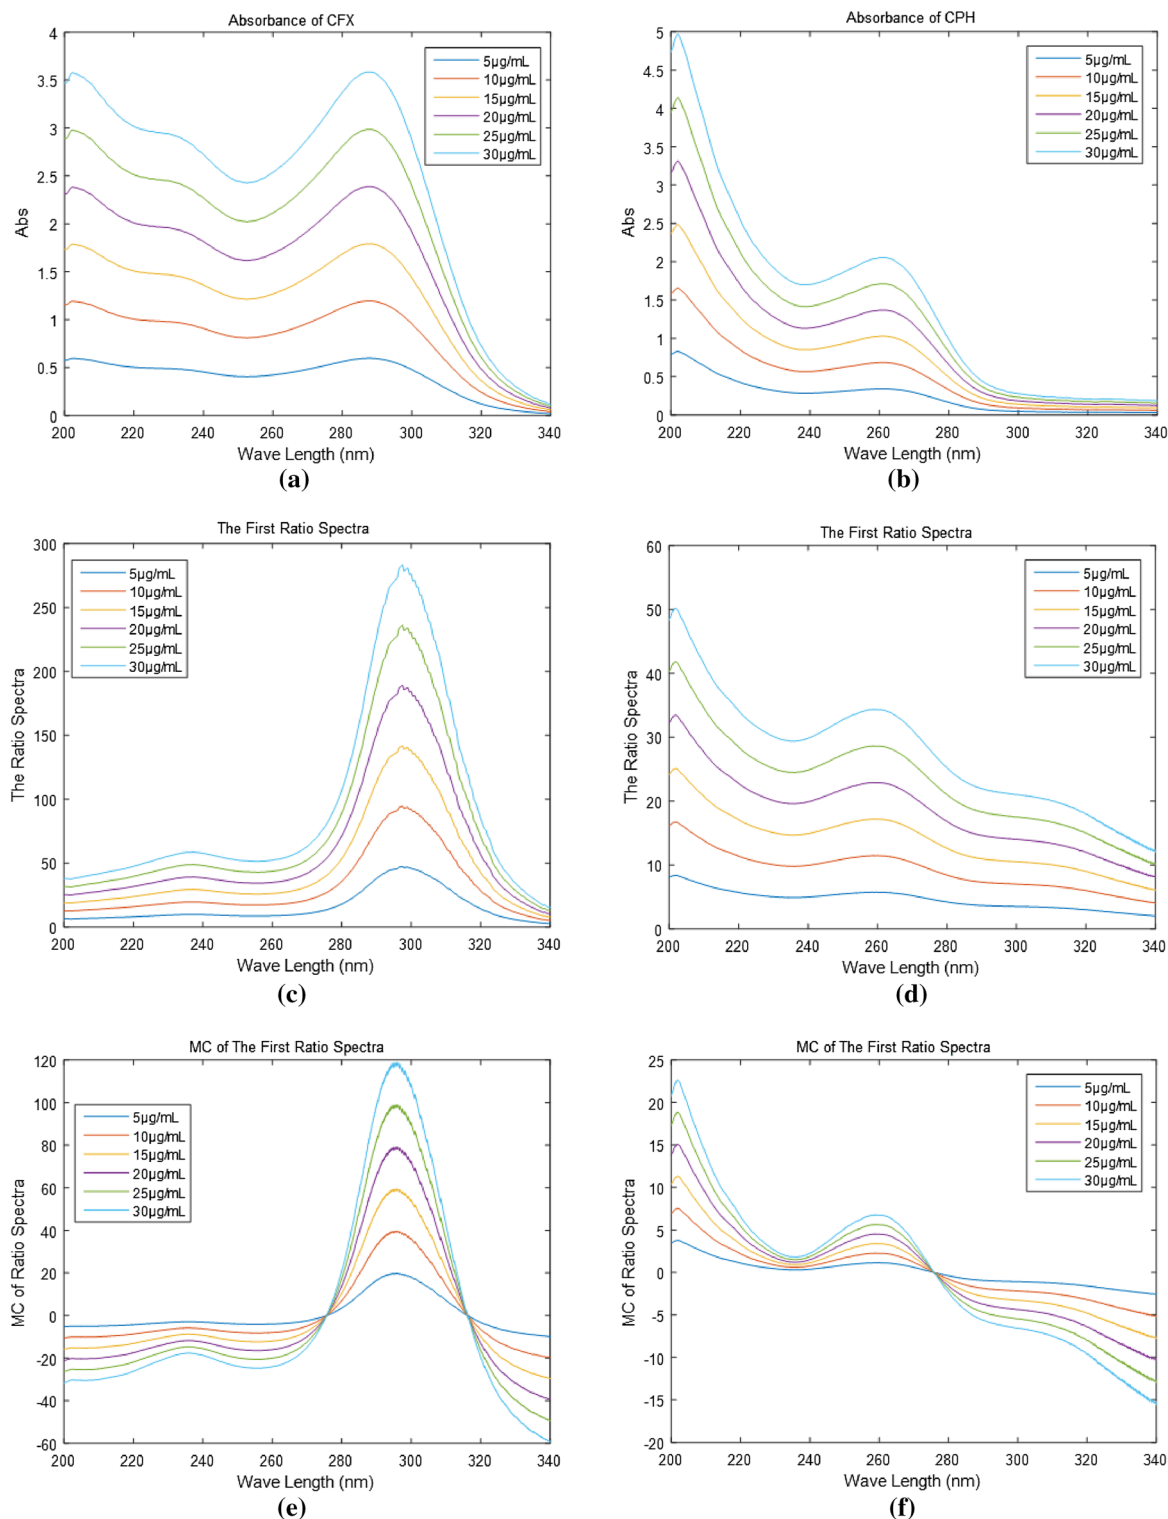 Absorbance of CFX
4
3.5
3
2.5
2
1.5
1
0.5
0
Abs
5µg/mL
10µg/mL
15µg/mL
20µg/mL
25µg/mL
30µg/mL
200 220 240 260 280 300 320 340
Wave Length (nm)
(a)
Absorbance of CPH
5
4.5
4
3.5
3
2.5
2
1.5
1
0.5
0
Abs
5µg/mL
10µg/mL
15µg/mL
20µg/mL
25µg/mL
30µg/mL
200 220 240 260 280 300 320 340
Wave Length (nm)
(b)
The First Ratio Spectra
300
250
200
150
100
50
0
The Ratio Spectra
5µg/mL
10µg/mL
15µg/mL
20µg/mL
25µg/mL
30µg/mL
200 220 240 260 280 300 320 340
Wave Length (nm)
(c)
The First Ratio Spectra
60
50
40
30
20
10
0
The Ratio Spectra
5µg/mL
10µg/mL
15µg/mL
20µg/mL
25µg/mL
30µg/mL
200 220 240 260 280 300 320 340
Wave Length (nm)
(d)
MC of The First Ratio Spectra
120
100
80
60
40
20
0
-20
-40
-60
MC of Ratio Spectra
5µg/mL
10µg/mL
15µg/mL
20µg/mL
25µg/mL
30µg/mL
200 220 240 260 280 300 320 340
Wave Length (nm)
(e)
MC of The First Ratio Spectra
25
20
15
10
5
0
-5
-10
-15
-20
MC of Ratio Spectra
5µg/mL
10µg/mL
15µg/mL
20µg/mL
25µg/mL
30µg/mL
200 220 240 260 280 300 320 340
Wave Length (nm)
(f)